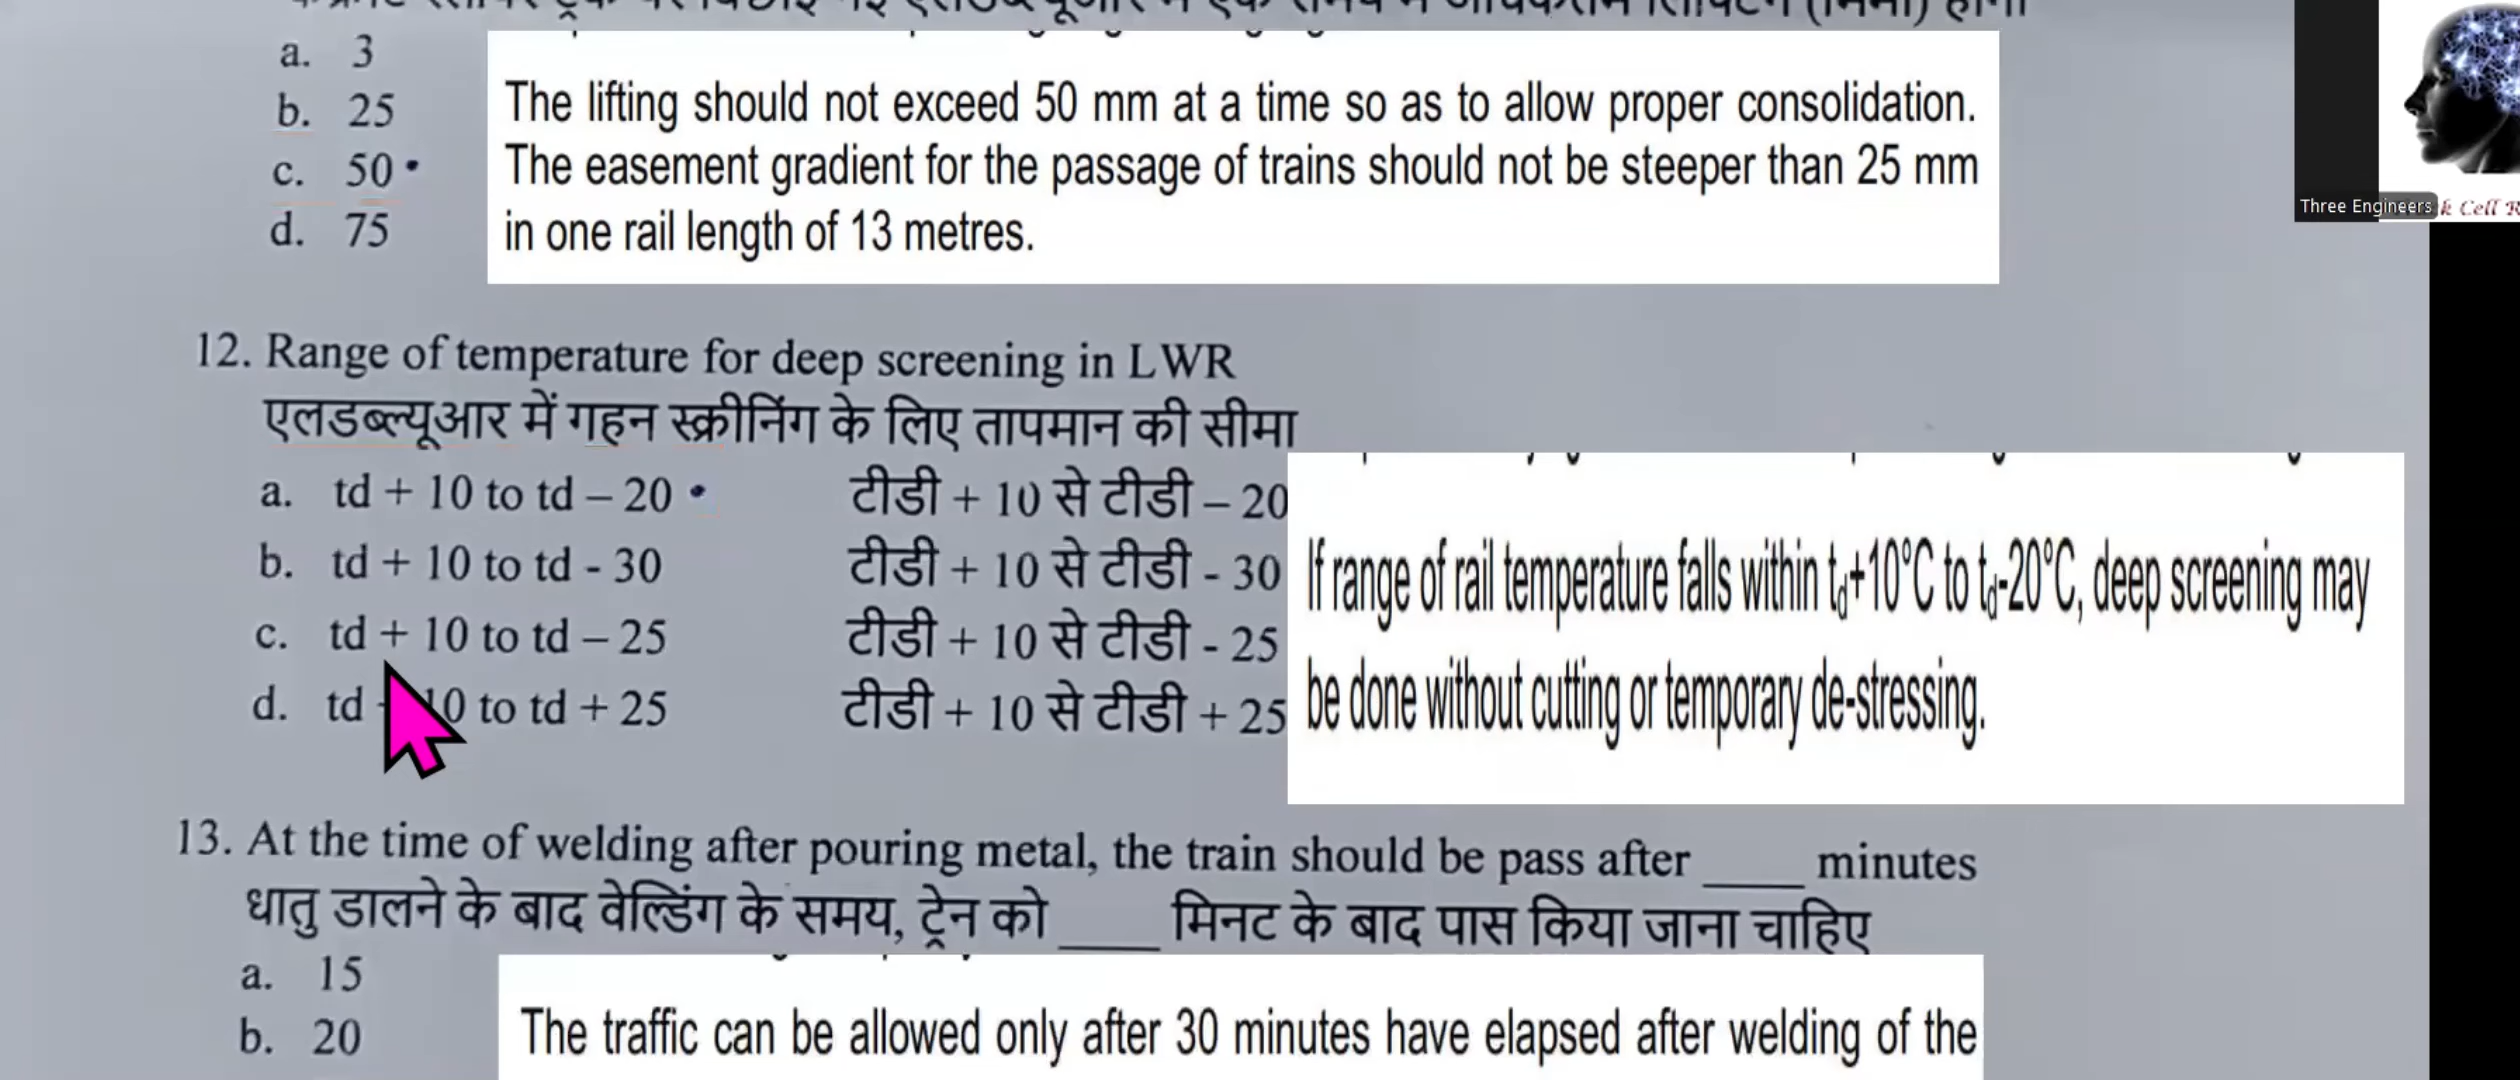 a. 3
b. 25
c. 50
d. 75
The lifting should not exceed 50 mm at a time so as to allow proper consolidation.
The easement gradient for the passage of trains should not be steeper than 25 mm
in one rail length of 13 metres.
Three Engineers
k Cell R
12. Range of temperature for deep screening in LWR
एलडब्ल्यूआर में गहन स्क्रीनिंग के लिए तापमान की सीमा
a. td + 10 to td – 20 टीडी + 10 से टीडी – 20
b. td + 10 to td - 30 टीडी + 10 से टीडी - 30
c. td + 10 to td – 25 टीडी + 10 से टीडी - 25
d. td 10 to td + 25 टीडी + 10 से टीडी + 25
If range of rail temperature falls within td+10°C to td-20°C, deep screening may
be done without cutting or temporary de-stressing.
13. At the time of welding after pouring metal, the train should be pass after ____ minutes
धातु डालने के बाद वेल्डिंग के समय, ट्रेन को ____ मिनट के बाद पास किया जाना चाहिए
a. 15
b. 20
The traffic can be allowed only after 30 minutes have elapsed after welding of the